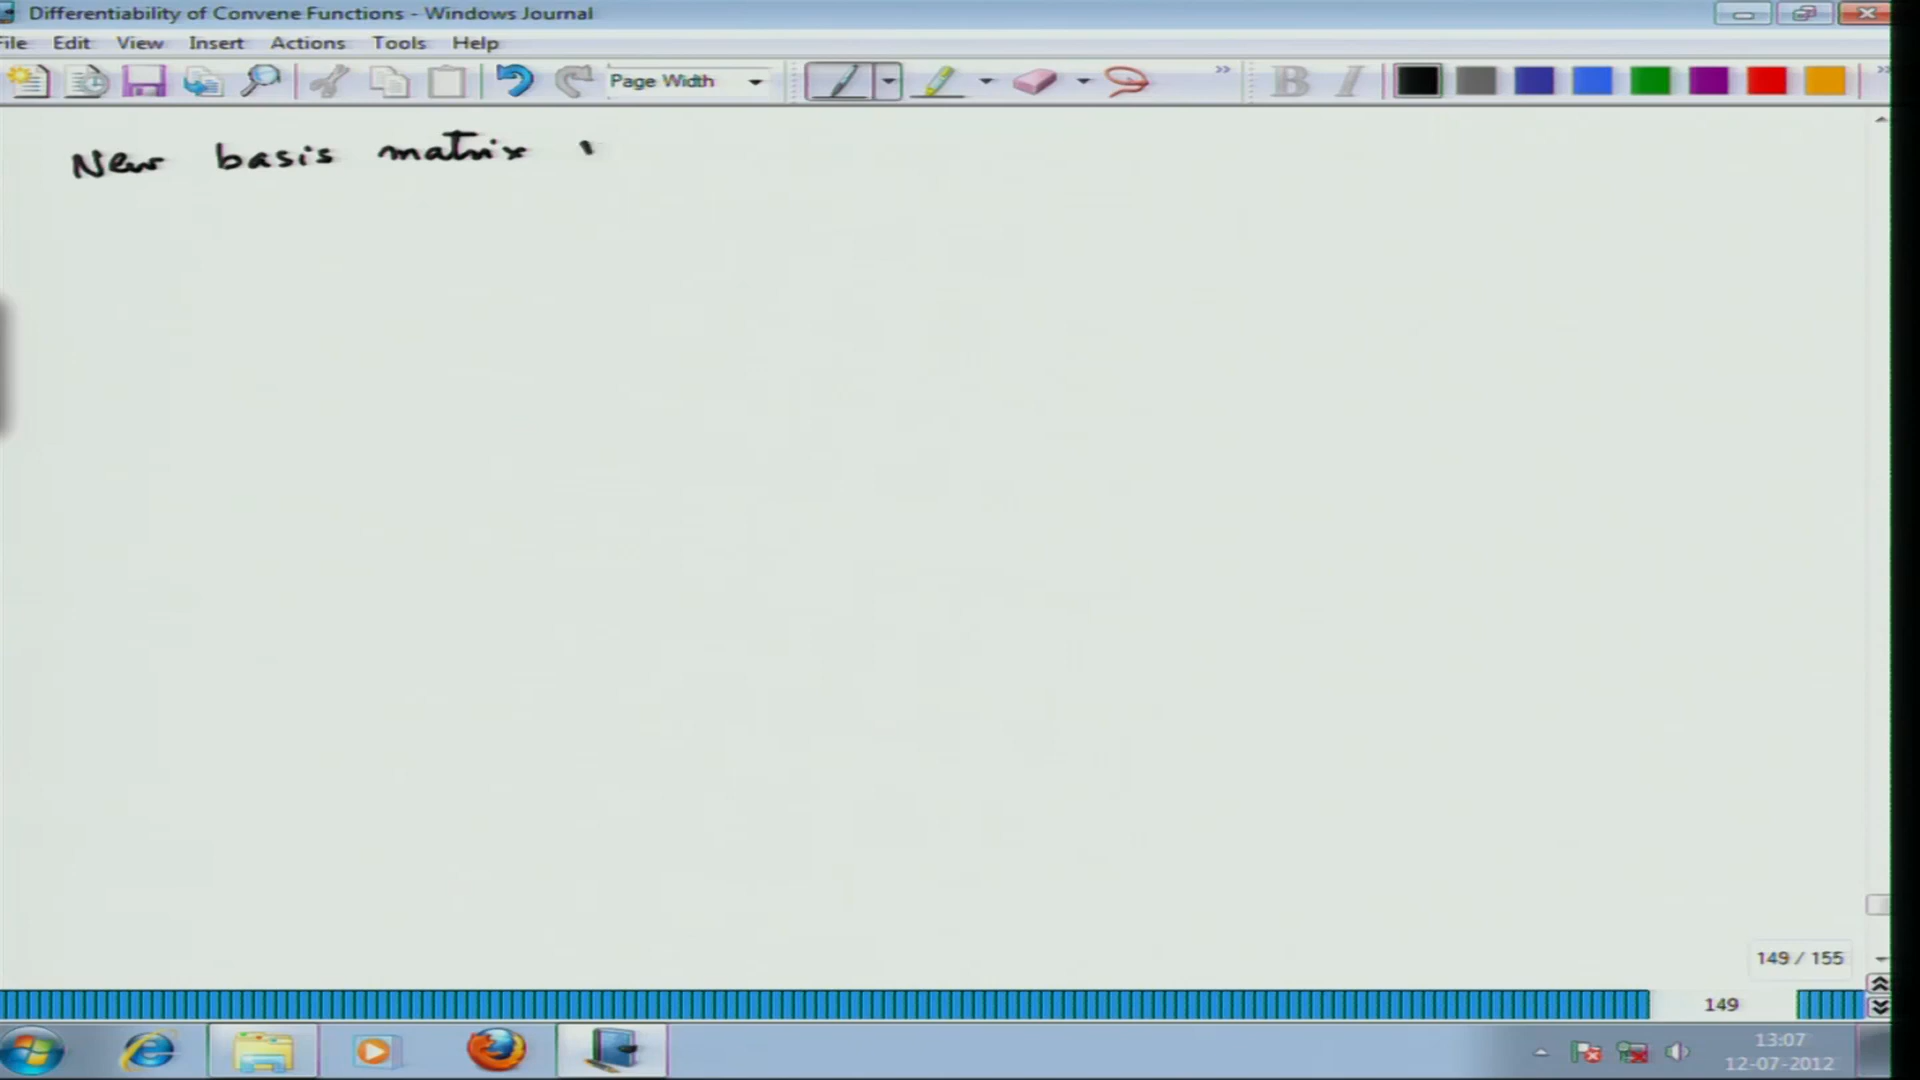 Differentiability of Convene Functions - Windows Journal
File Edit View Insert Actions Tools Help
Page Width
B I
New basis matrix
149 / 155
149
13:07
12-07-2012